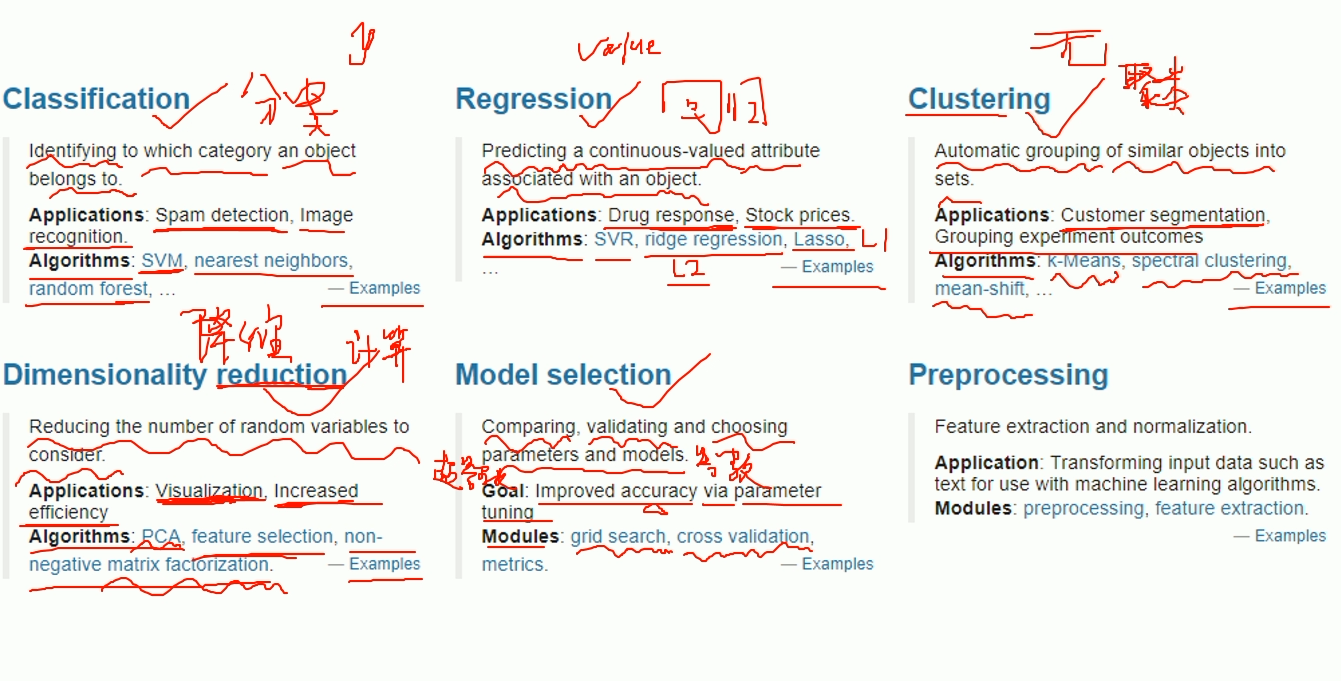 y
Value
无
Classification
分类
Regression
回归
Clustering
聚类
Identifying to which category an object
belongs to.
Applications: Spam detection, Image
recognition.
Algorithms: SVM, nearest neighbors,
random forest, ...
— Examples
Predicting a continuous-valued attribute
associated with an object.
Applications: Drug response, Stock prices.
Algorithms: SVR, ridge regression, Lasso,
L1
...
L2
— Examples
Automatic grouping of similar objects into
sets.
Applications: Customer segmentation,
Grouping experiment outcomes
Algorithms: k-Means, spectral clustering,
mean-shift, ...
— Examples
降维
计算
Dimensionality reduction
Model selection
Preprocessing
Reducing the number of random variables to
consider.
Applications: Visualization, Increased
efficiency
Algorithms: PCA, feature selection, non-
negative matrix factorization.
— Examples
Comparing, validating and choosing
parameters and models.
参数
Goal: Improved accuracy via parameter
tuning
Modules: grid search, cross validation,
metrics.
— Examples
Feature extraction and normalization.
Application: Transforming input data such as
text for use with machine learning algorithms.
Modules: preprocessing, feature extraction.
— Examples